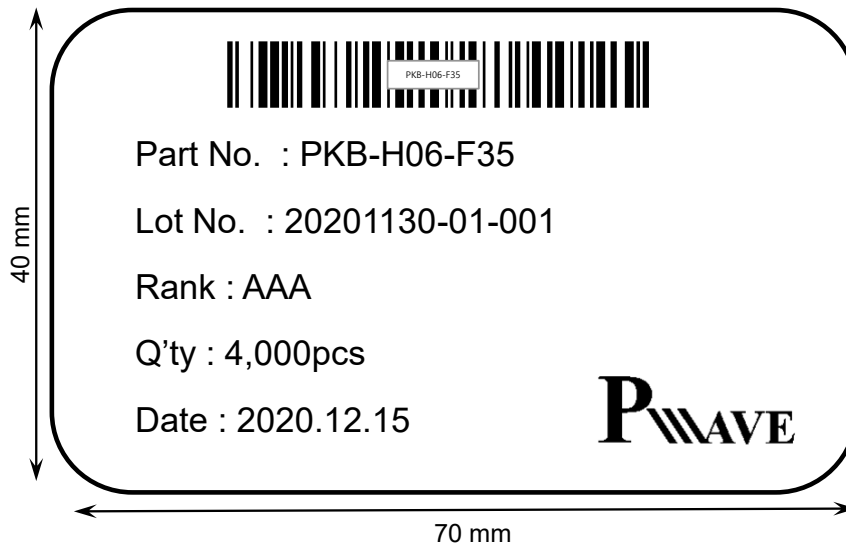 PKB-H06-F35
Part No. : PKB-H06-F35
Lot No. : 20201130-01-001
Rank : AAA
Q’ty : 4,000pcs
Date : 2020.12.15
PWAVE
40 mm
70 mm